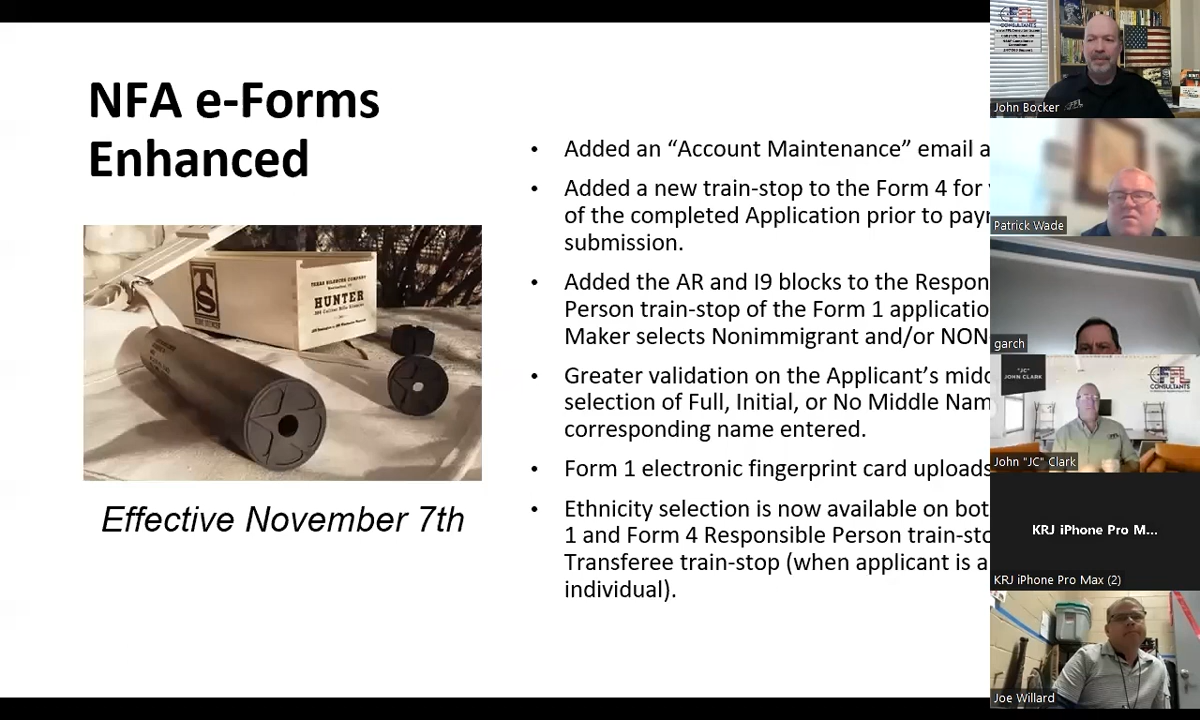 NFA e-Forms
Enhanced
TS
HUNTER
Effective November 7th
• Added an “Account Maintenance” email a
• Added a new train-stop to the Form 4 for
of the completed Application prior to payr
submission.
• Added the AR and I9 blocks to the Respon
Person train-stop of the Form 1 applicatio
Maker selects Nonimmigrant and/or NON
• Greater validation on the Applicant’s midd
selection of Full, Initial, or No Middle Nam
corresponding name entered.
• Form 1 electronic fingerprint card uploads
• Ethnicity selection is now available on bot
1 and Form 4 Responsible Person train-sto
Transferee train-stop (when applicant is a
individual).
FFL
CONSULTANTS
John Bocker
Patrick Wade
garch
"JC"
JOHN CLARK
FFL
CONSULTANTS
John "JC" Clark
KRJ iPhone Pro M...
KRJ iPhone Pro Max (2)
Joe Willard